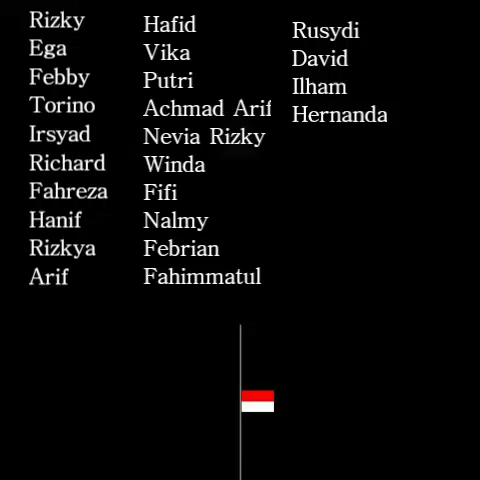 Rizky
Ega
Febby
Torino
Irsyad
Richard
Fahreza
Hanif
Rizkya
Arif
Hafid
Vika
Putri
Achmad Arif
Nevia Rizky
Winda
Fifi
Nalmy
Febrian
Fahimmatul
Rusydi
David
Ilham
Hernanda